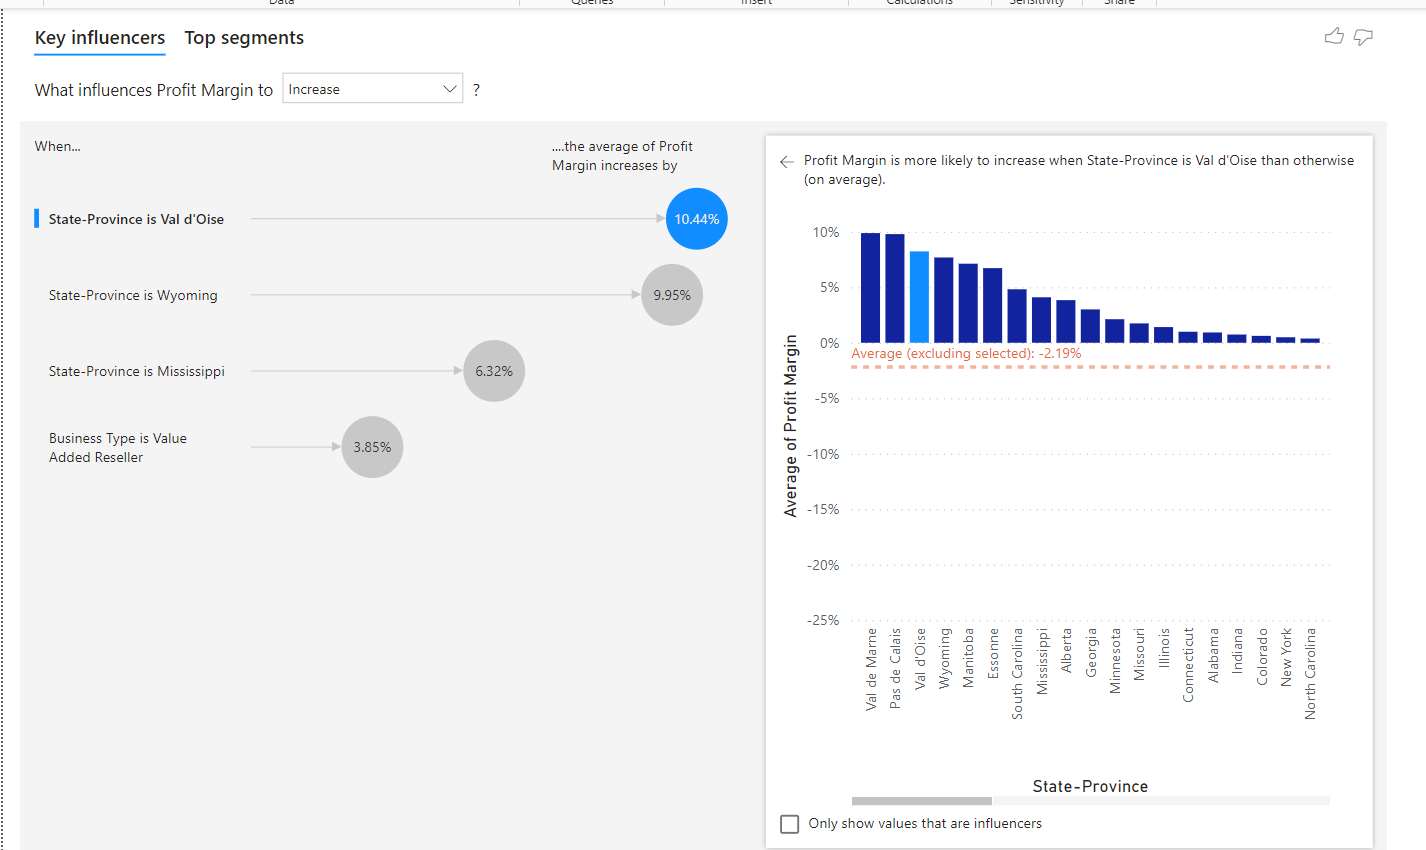 Data Queries Insert Calculations Sensitivity Share
Key influencers Top segments
What influences Profit Margin to Increase ?
When...
....the average of Profit
Margin increases by
State-Province is Val d'Oise 10.44%
State-Province is Wyoming 9.95%
State-Province is Mississippi 6.32%
Business Type is Value
Added Reseller
3.85%
Profit Margin is more likely to increase when State-Province is Val d'Oise than otherwise
(on average).
10%
5%
0%
Average (excluding selected): -2.19%
-5%
-10%
-15%
-20%
-25%
Average of Profit Margin
Val de Marne
Pas de Calais
Val d'Oise
Wyoming
Manitoba
Essonne
South Carolina
Mississippi
Alberta
Georgia
Minnesota
Missouri
Illinois
Connecticut
Alabama
Indiana
Colorado
New York
North Carolina
State-Province
Only show values that are influencers